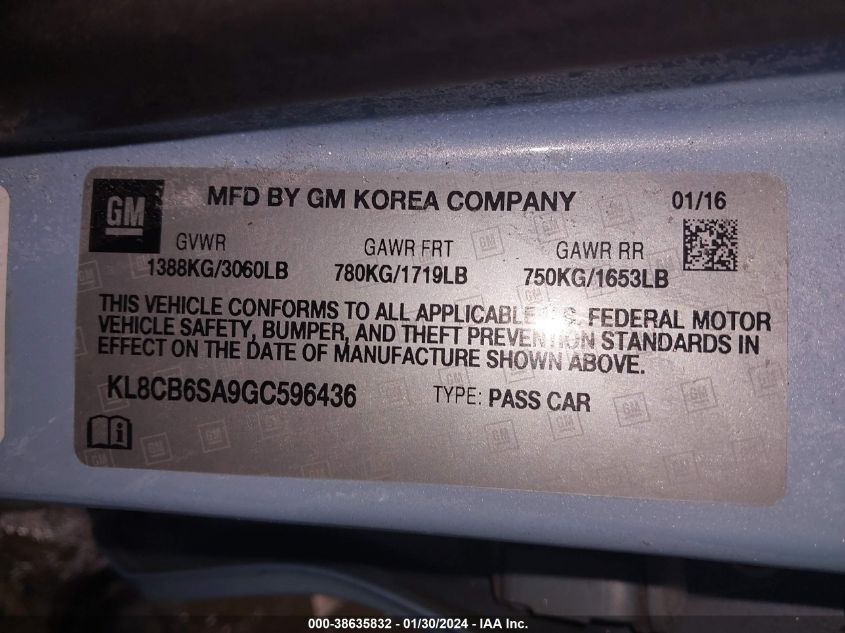 GM MFD BY GM KOREA COMPANY 01/16
GVWR GAWR FRT GAWR RR
1388KG/3060LB 780KG/1719LB 750KG/1653LB
THIS VEHICLE CONFORMS TO ALL APPLICABLE U.S. FEDERAL MOTOR
VEHICLE SAFETY, BUMPER, AND THEFT PREVENTION STANDARDS IN
EFFECT ON THE DATE OF MANUFACTURE SHOWN ABOVE.
KL8CB6SA9GC596436 TYPE: PASS CAR
000-38635832 - 01/30/2024 - IAA Inc.